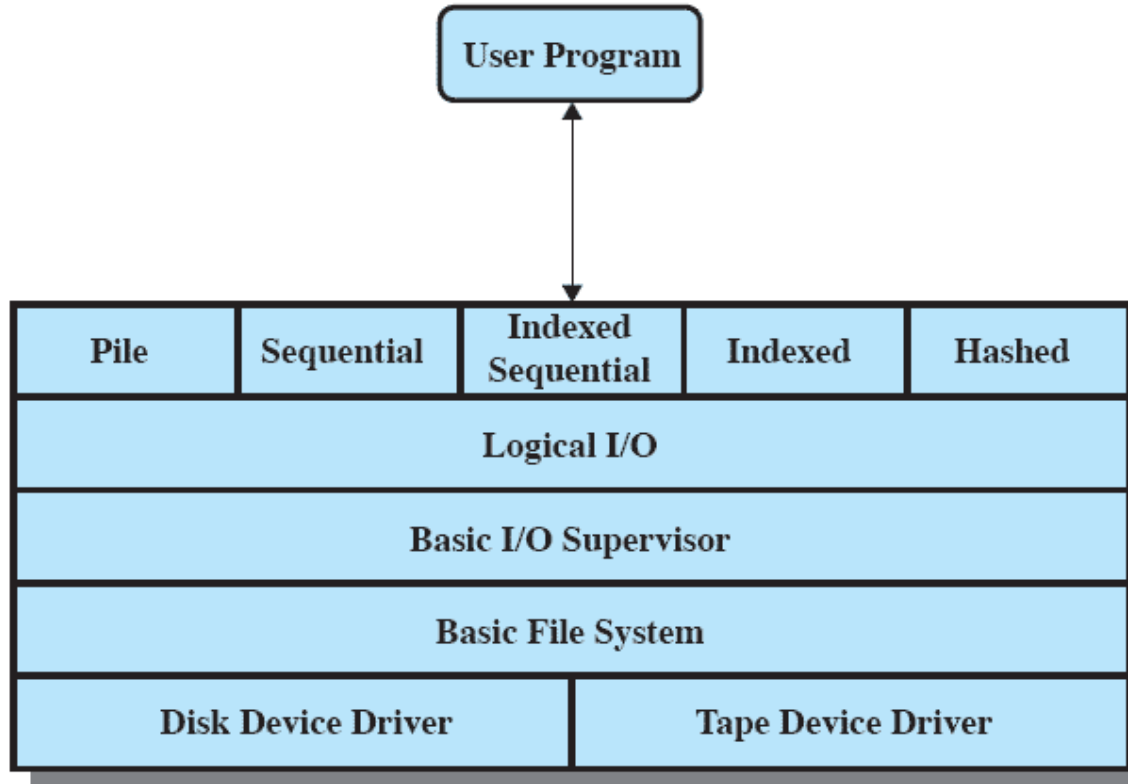 User Program
Pile
Sequential
Indexed
Sequential
Indexed
Hashed
Logical I/O
Basic I/O Supervisor
Basic File System
Disk Device Driver
Tape Device Driver